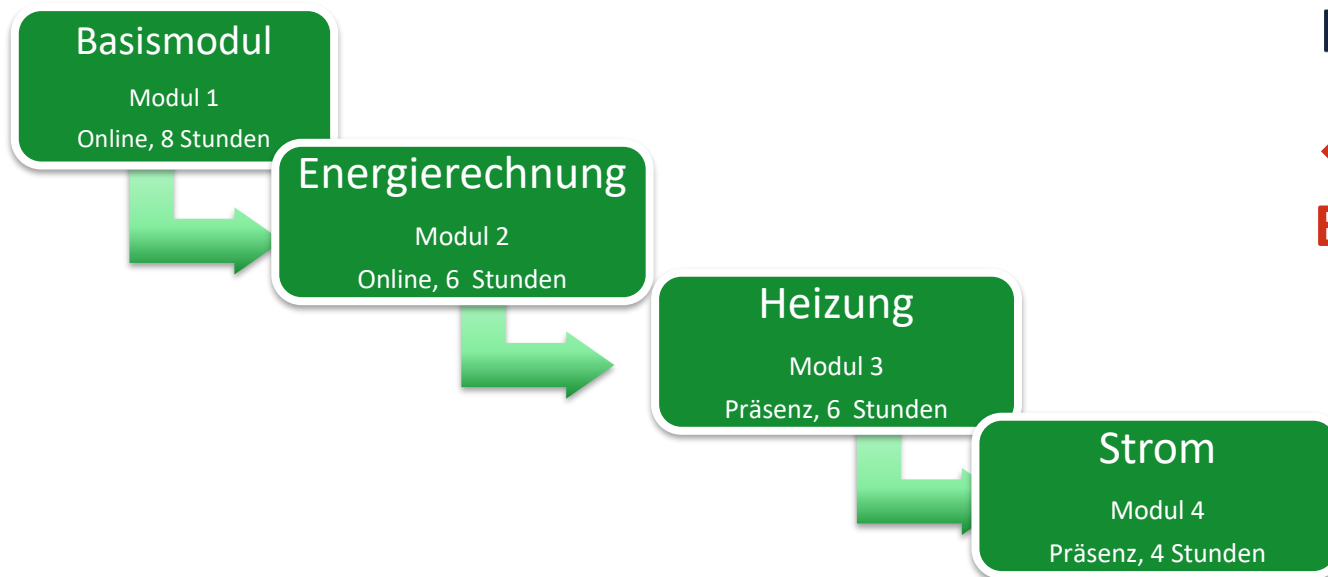 Basismodul
Modul 1
Online, 8 Stunden
Energierechnung
Modul 2
Online, 6 Stunden
Heizung
Modul 3
Präsenz, 6 Stunden
Strom
Modul 4
Präsenz, 4 Stunden